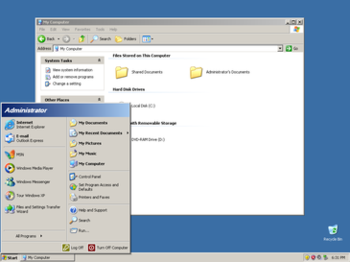 My Computer
File Edit View Favorites Tools Help
Back Search Folders
Address My Computer Go
System Tasks
View system information
Add or remove programs
Change a setting
Other Places
Files Stored on This Computer
Shared Documents
Administrator's Documents
Hard Disk Drives
Local Disk (C:)
with Removable Storage
DVD-RAM Drive (D:)
Administrator
Internet
Internet Explorer
E-mail
Outlook Express
MSN
Windows Media Player
Windows Messenger
Tour Windows XP
Files and Settings Transfer
Wizard
All Programs
My Documents
My Recent Documents
My Pictures
My Music
My Computer
Control Panel
Set Program Access and
Defaults
Printers and Faxes
Help and Support
Search
Run...
Log Off Turn Off Computer
Recycle Bin
Start My Computer